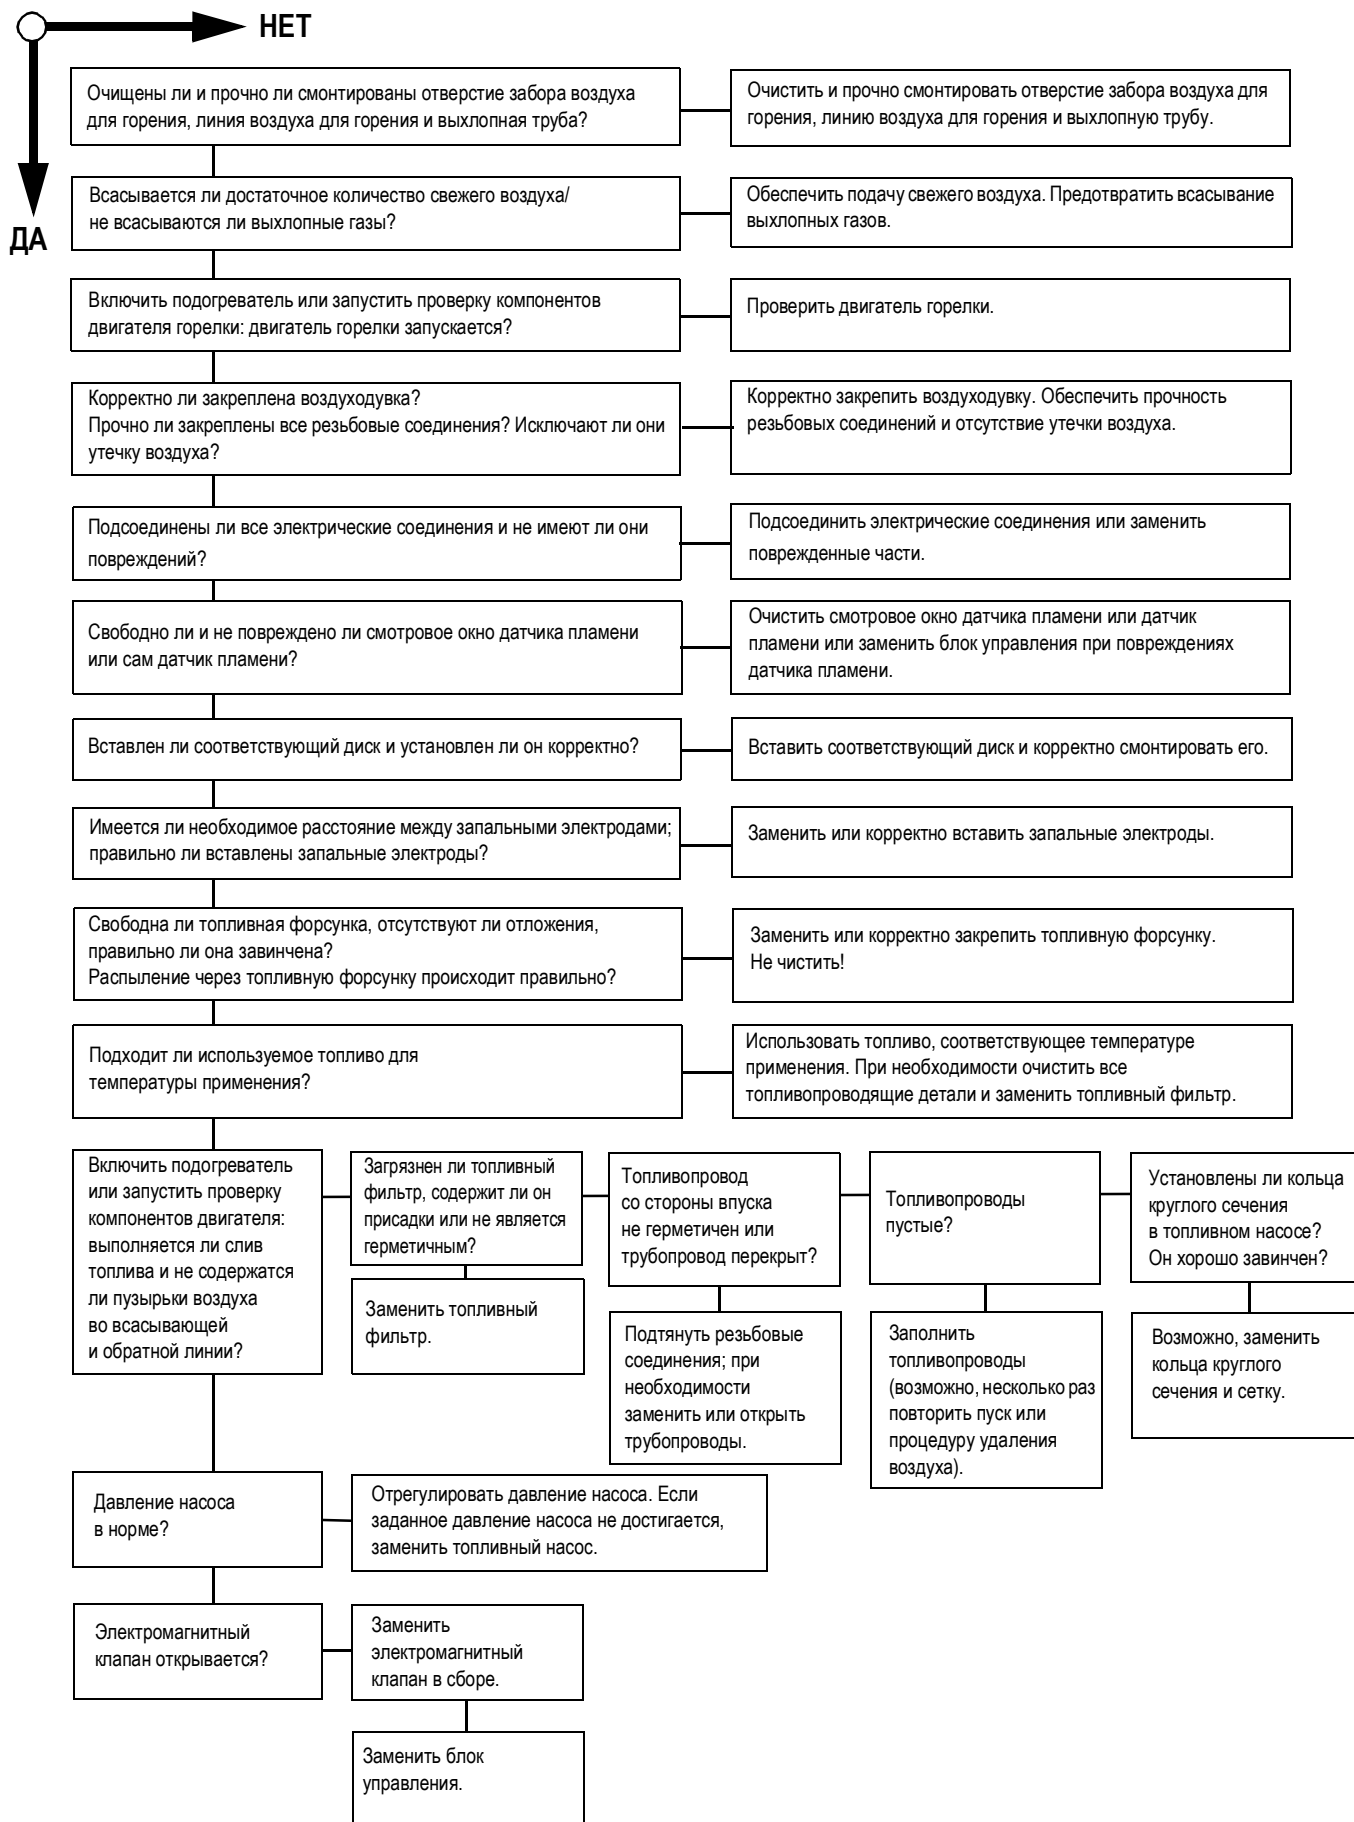 НЕТ
ДА
Очищены ли и прочно ли смонтированы отверстие забора воздуха
для горения, линия воздуха для горения и выхлопная труба?
Очистить и прочно смонтировать отверстие забора воздуха для
горения, линию воздуха для горения и выхлопную трубу.
Всасывается ли достаточное количество свежего воздуха/
не всасываются ли выхлопные газы?
Обеспечить подачу свежего воздуха. Предотвратить всасывание
выхлопных газов.
Включить подогреватель или запустить проверку компонентов
двигателя горелки: двигатель горелки запускается?
Проверить двигатель горелки.
Корректно ли закреплена воздуходувка?
Прочно ли закреплены все резьбовые соединения? Исключают ли они
утечку воздуха?
Корректно закрепить воздуходувку. Обеспечить прочность
резьбовых соединений и отсутствие утечки воздуха.
Подсоединены ли все электрические соединения и не имеют ли они
повреждений?
Подсоединить электрические соединения или заменить
поврежденные части.
Свободно ли и не повреждено ли смотровое окно датчика пламени
или сам датчик пламени?
Очистить смотровое окно датчика пламени или датчик
пламени или заменить блок управления при повреждениях
датчика пламени.
Вставлен ли соответствующий диск и установлен ли он корректно?
Вставить соответствующий диск и корректно смонтировать его.
Имеется ли необходимое расстояние между запальными электродами;
правильно ли вставлены запальные электроды?
Заменить или корректно вставить запальные электроды.
Свободна ли топливная форсунка, отсутствуют ли отложения,
правильно ли она завинчена?
Распыление через топливную форсунку происходит правильно?
Заменить или корректно закрепить топливную форсунку.
Не чистить!
Подходит ли используемое топливо для
температуры применения?
Использовать топливо, соответствующее температуре
применения. При необходимости очистить все
топливопроводящие детали и заменить топливный фильтр.
Включить подогреватель
или запустить проверку
компонентов двигателя:
выполняется ли слив
топлива и не содержатся
ли пузырьки воздуха
во всасывающей
и обратной линии?
Загрязнен ли топливный
фильтр, содержит ли он
присадки или не является
герметичным?
Заменить топливный
фильтр.
Топливопровод
со стороны впуска
не герметичен или
трубопровод перекрыт?
Подтянуть резьбовые
соединения; при
необходимости
заменить или открыть
трубопроводы.
Топливопроводы
пустые?
Заполнить
топливопроводы
(возможно, несколько раз
повторить пуск или
процедуру удаления
воздуха).
Установлены ли кольца
круглого сечения
в топливном насосе?
Он хорошо завинчен?
Возможно, заменить
кольца круглого
сечения и сетку.
Давление насоса
в норме?
Отрегулировать давление насоса. Если
заданное давление насоса не достигается,
заменить топливный насос.
Электромагнитный
клапан открывается?
Заменить
электромагнитный
клапан в сборе.
Заменить блок
управления.